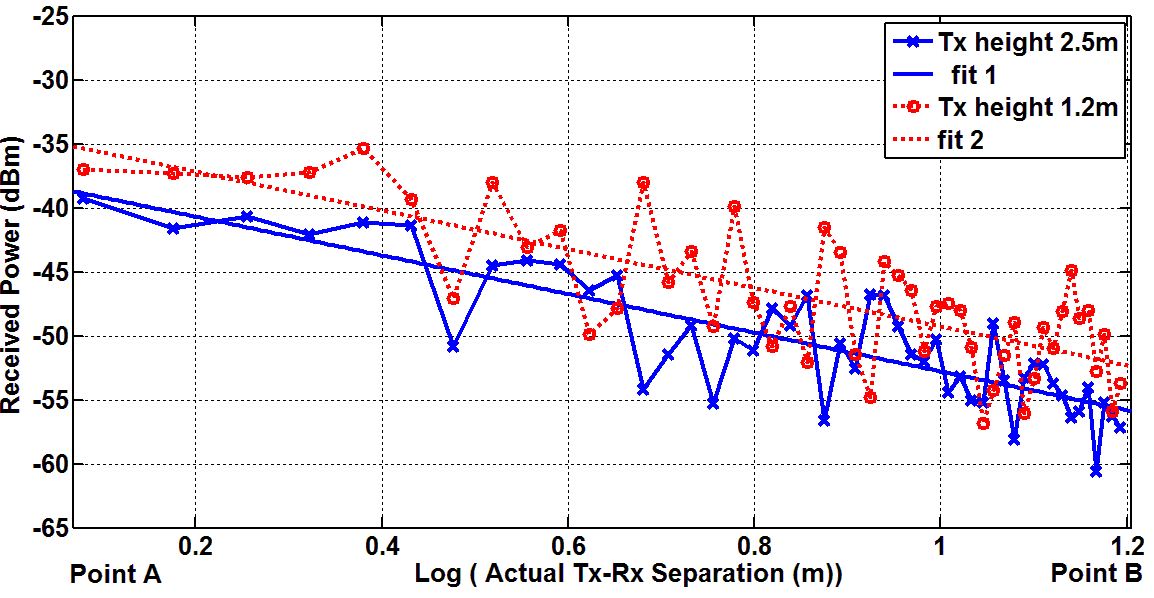 -25
-30
-35
-40
-45
-50
-55
-60
-65
Received Power (dBm)
Tx height 2.5m
fit 1
Tx height 1.2m
fit 2
0.2 0.4 0.6 0.8 1 1.2
Point A Log ( Actual Tx-Rx Separation (m)) Point B